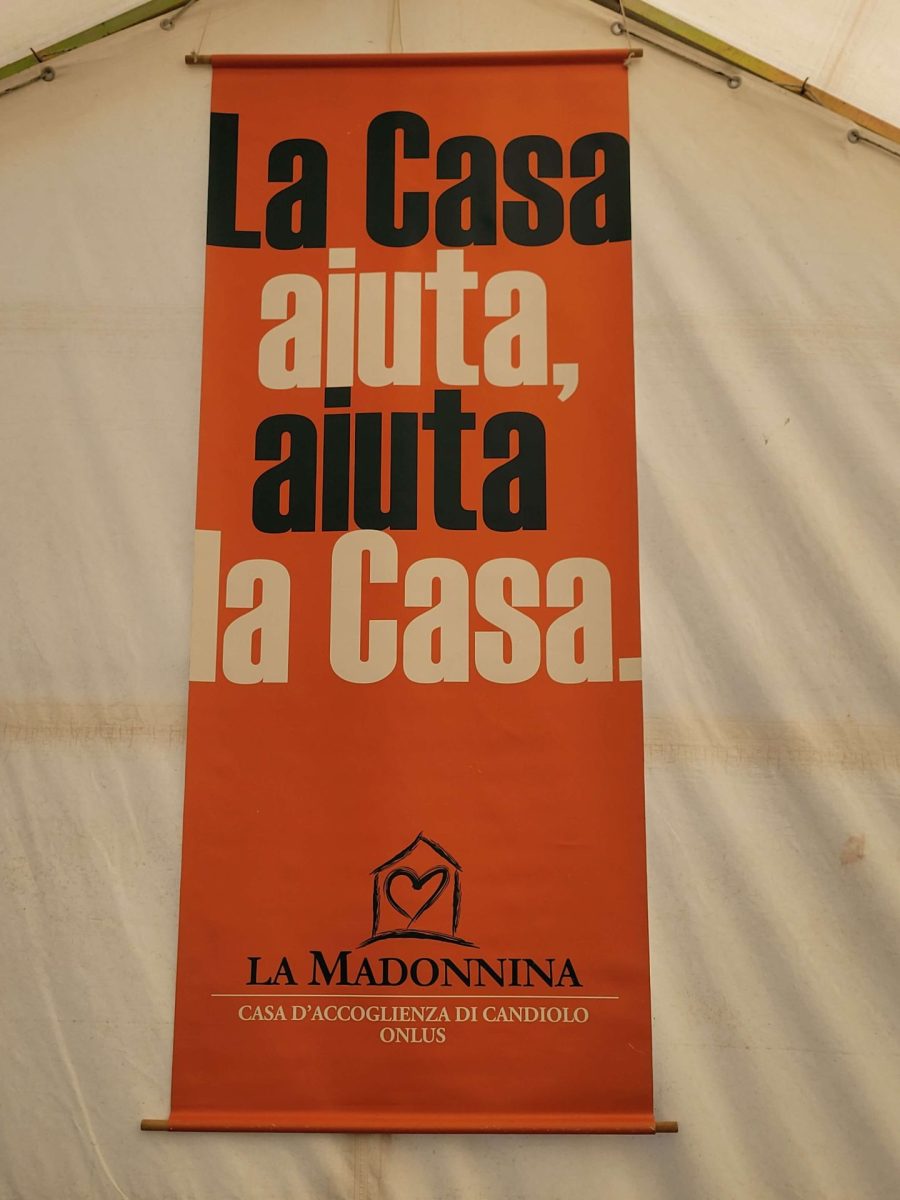 La Casa
aiuta,
aiuta
la Casa.
LA MADONNINA
CASA D'ACCOGLIENZA DI CANDIOLO
ONLUS